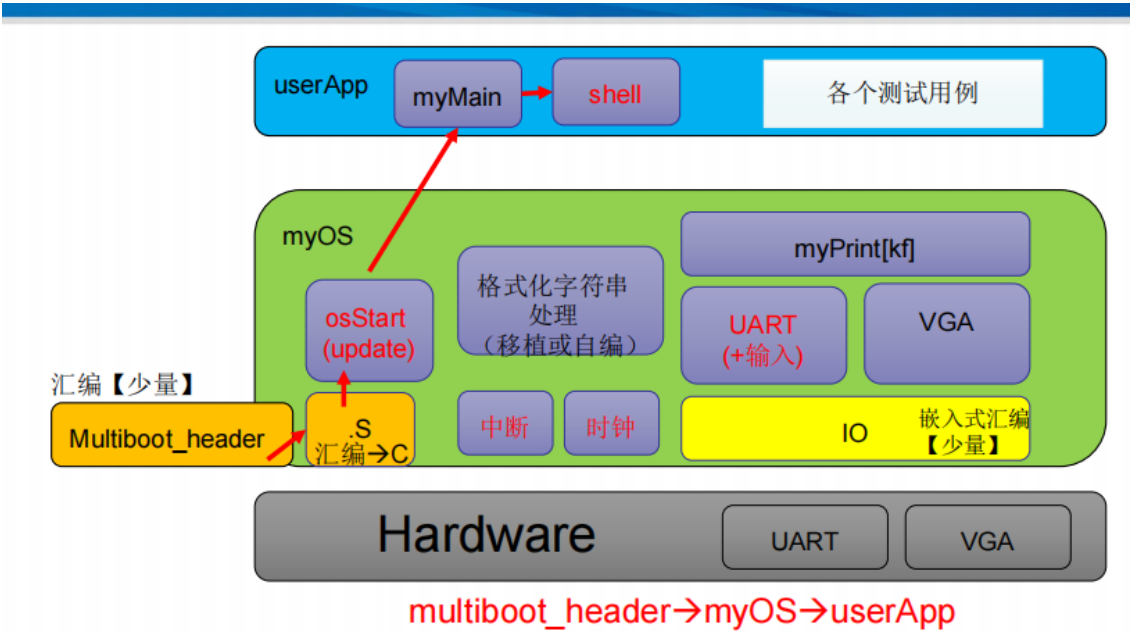 userApp
myMain
shell
各个测试用例
myOS
myPrint[kf]
格式化字符串
处理
（移植或自编）
osStart
(update)
UART
(+输入)
VGA
汇编【少量】
Multiboot_header
.S
汇编→C
中断
时钟
IO
嵌入式汇编
【少量】
Hardware
UART
VGA
multiboot_header→myOS→userApp